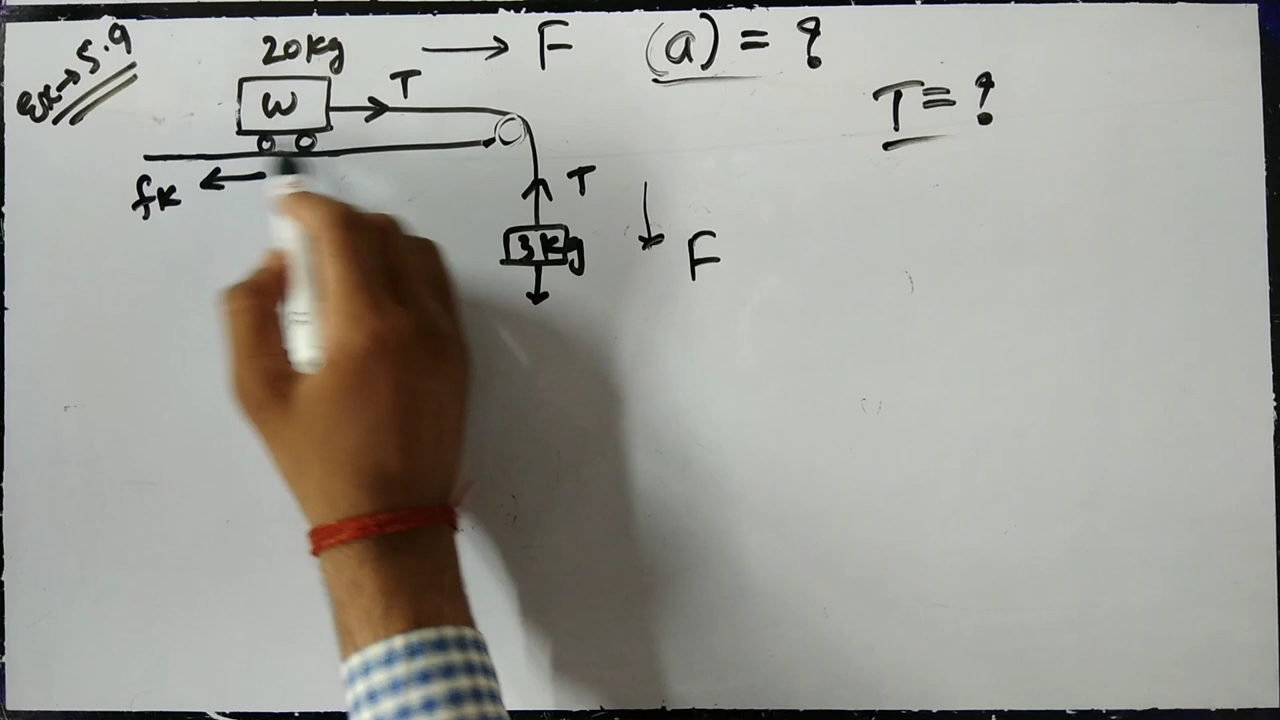 Ex→5.9
20kg
F
(a) = ?
T
W
T = ?
fK
T
3Kg
F